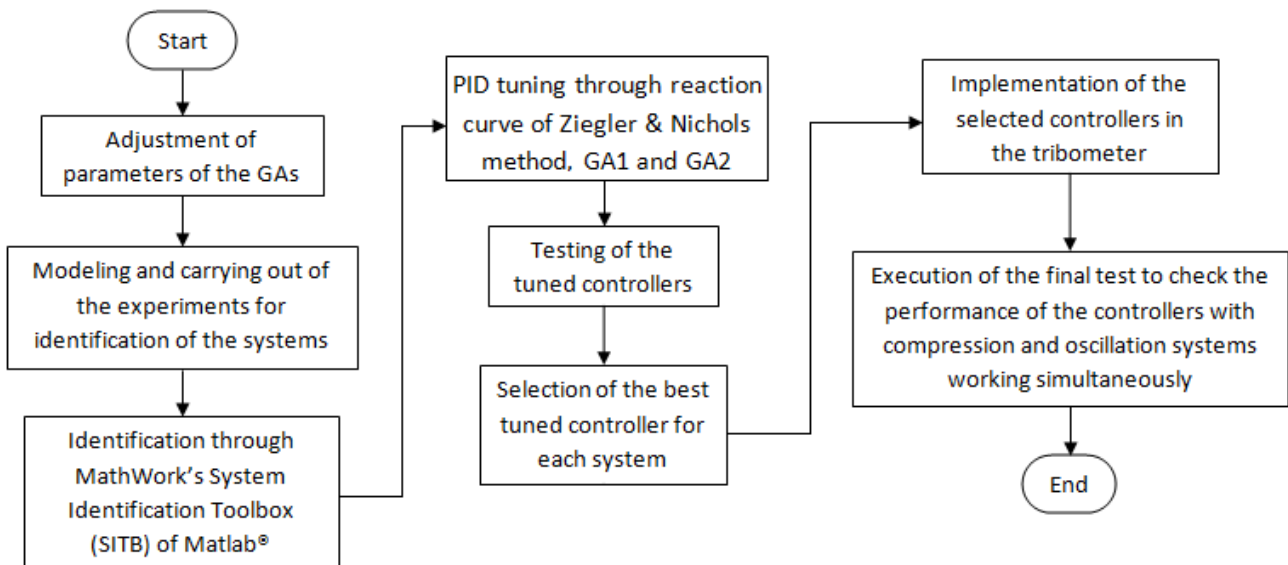 Start
Adjustment of
parameters of the GAs
Modeling and carrying out of
the experiments for
identification of the systems
Identification through
MathWork's System
Identification Toolbox
(SITB) of Matlab®
PID tuning through reaction
curve of Ziegler & Nichols
method, GA1 and GA2
Testing of the
tuned controllers
Selection of the best
tuned controller for
each system
Implementation of the
selected controllers in
the tribometer
Execution of the final test to check the
performance of the controllers with
compression and oscillation systems
working simultaneously
End